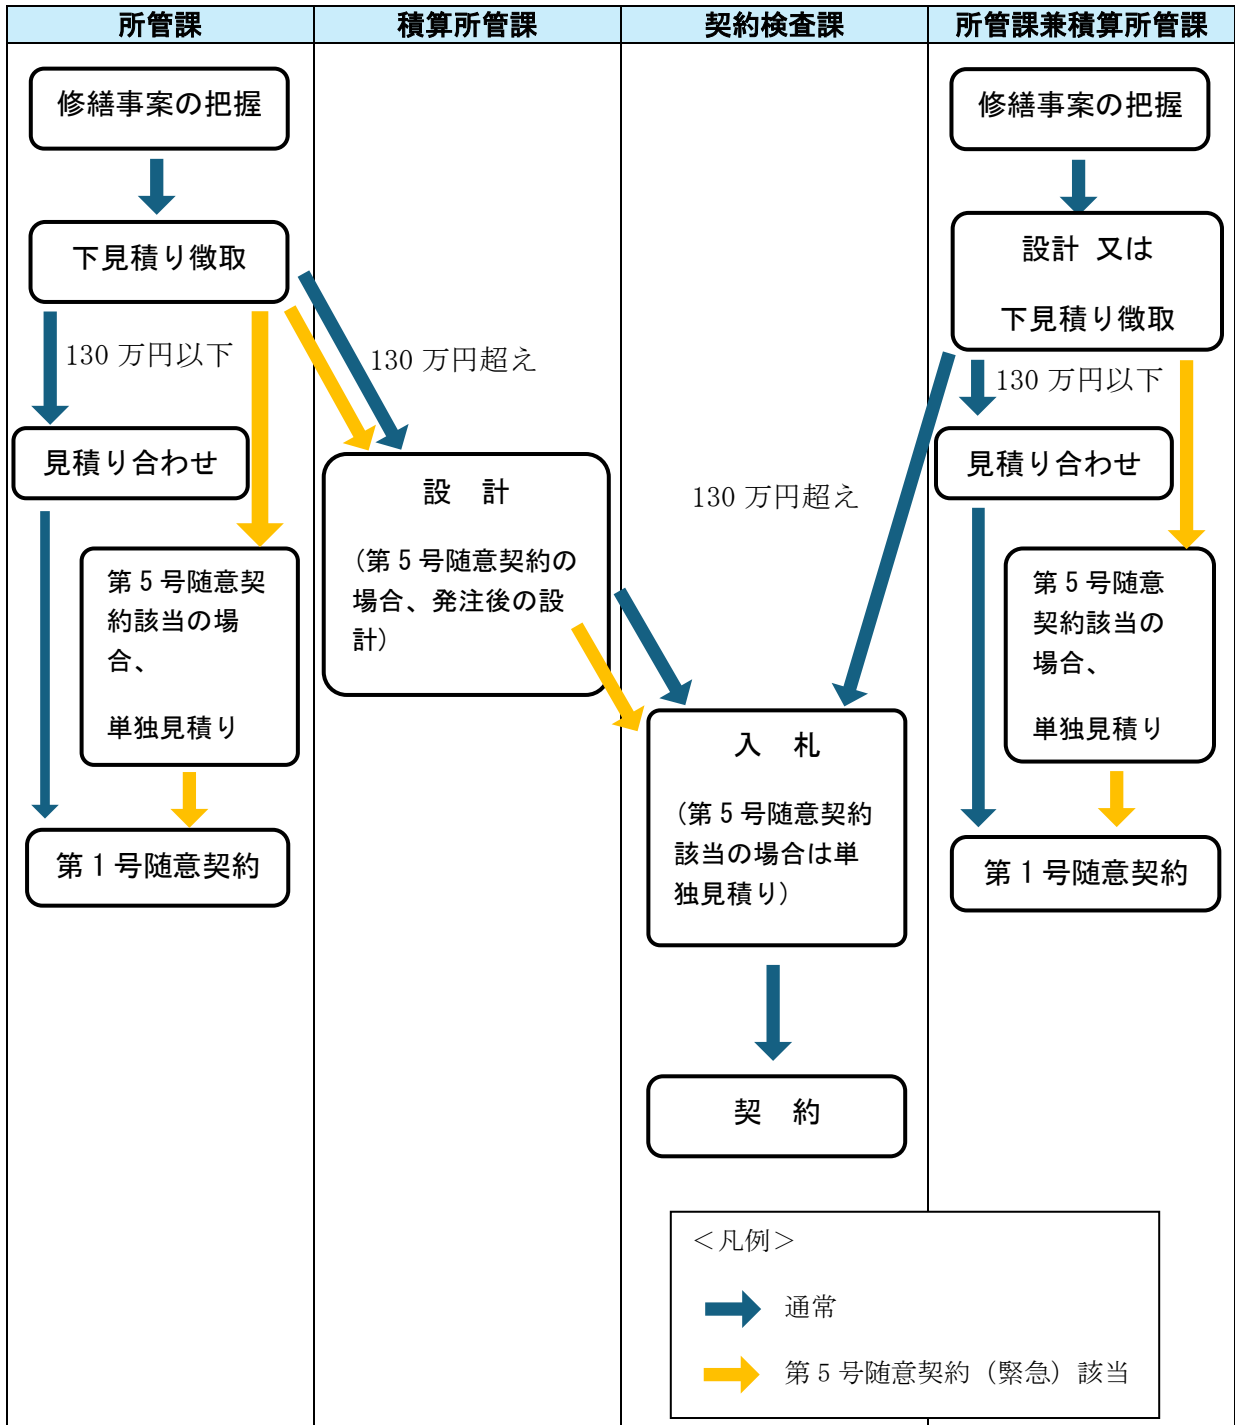 所管課
積算所管課
契約検査課
所管課兼積算所管課
修繕事案の把握
下見積り徴取
130 万円以下
130 万円超え
見積り合わせ
第５号随意契
約該当の場
合、
単独見積り
第１号随意契約
設　計
(第５号随意契約の
場合、発注後の設
計)
130 万円超え
入　札
(第５号随意契約
該当の場合は単
独見積り)
契　約
修繕事案の把握
設計 又は
下見積り徴取
130 万円以下
見積り合わせ
第５号随意
契約該当の
場合、
単独見積り
第１号随意契約
＜凡例＞
通常
第５号随意契約（緊急）該当